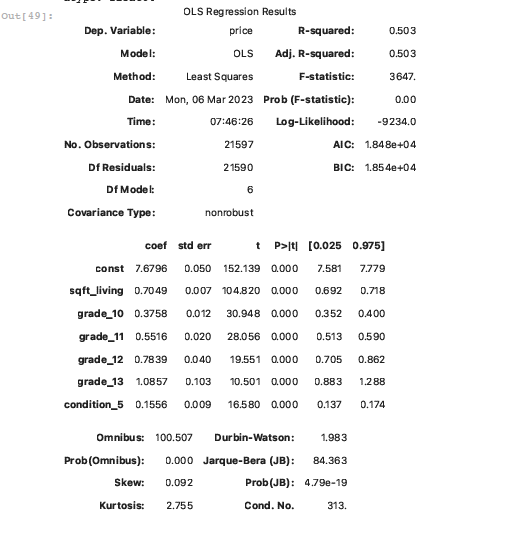 Out[49]:
OLS Regression Results
Dep. Variable: price R-squared: 0.503
Model: OLS Adj. R-squared: 0.503
Method: Least Squares F-statistic: 3647.
Date: Mon, 06 Mar 2023 Prob (F-statistic): 0.00
Time: 07:46:26 Log-Likelihood: -9234.0
No. Observations: 21597 AIC: 1.848e+04
Df Residuals: 21590 BIC: 1.854e+04
Df Model: 6
Covariance Type: nonrobust
coef std err t P>|t| [0.025 0.975]
const 7.6796 0.050 152.139 0.000 7.581 7.779
sqft_living 0.7049 0.007 104.820 0.000 0.692 0.718
grade_10 0.3758 0.012 30.948 0.000 0.352 0.400
grade_11 0.5516 0.020 28.056 0.000 0.513 0.590
grade_12 0.7839 0.040 19.551 0.000 0.705 0.862
grade_13 1.0857 0.103 10.501 0.000 0.883 1.288
condition_5 0.1556 0.009 16.580 0.000 0.137 0.174
Omnibus: 100.507 Durbin-Watson: 1.983
Prob(Omnibus): 0.000 Jarque-Bera (JB): 84.363
Skew: 0.092 Prob(JB): 4.79e-19
Kurtosis: 2.755 Cond. No. 313.